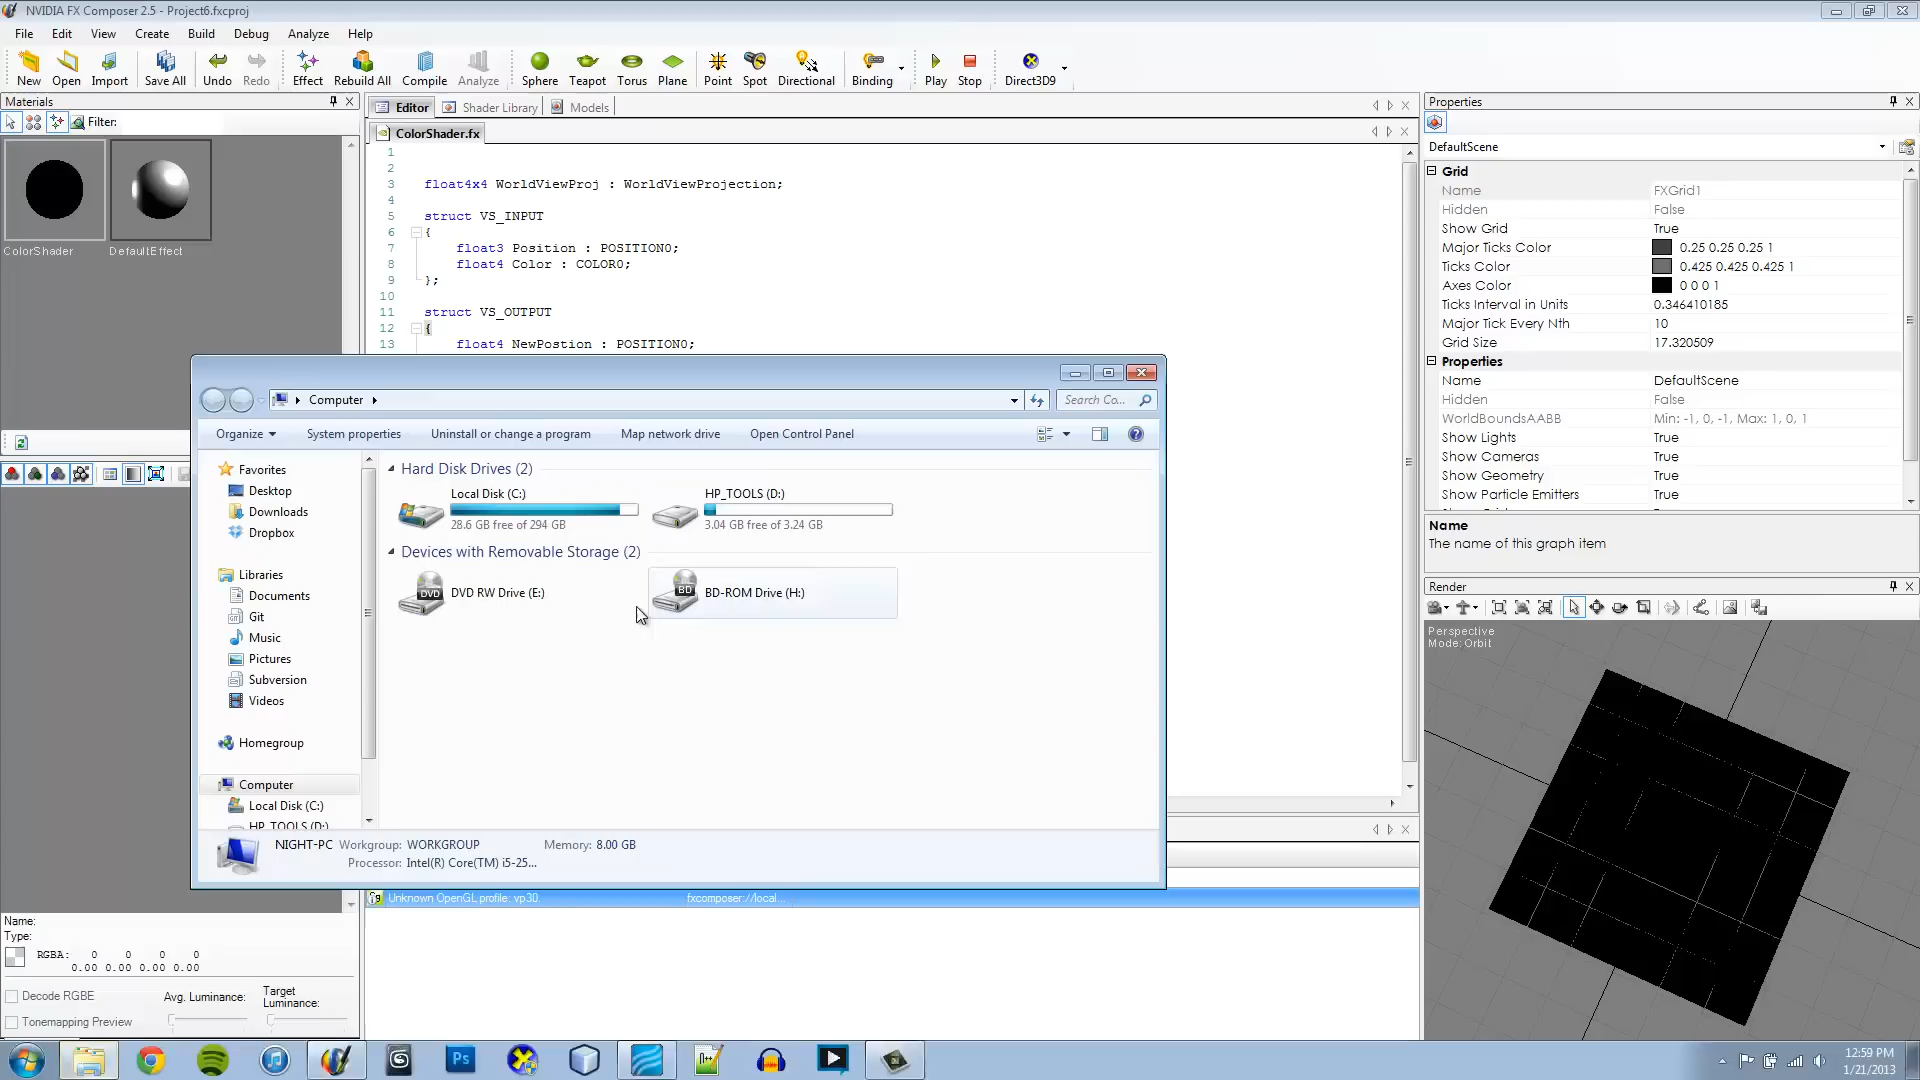 NVIDIA FX Composer 2.5 - Project6.fxcproj
File Edit View Create Build Debug Analyze Help
New Open Import Save All Undo Redo Effect Rebuild All Compile Analyze Sphere Teapot Torus Plane Point Spot Directional Binding Play Stop Direct3D9
Materials
Filter:
ColorShader DefaultEffect
Editor Shader Library Models
ColorShader.fx
1
2
3 float4x4 WorldViewProj : WorldViewProjection;
4
5 struct VS_INPUT
6 {
7 float3 Position : POSITION0;
8 float4 Color : COLOR0;
9 };
10
11 struct VS_OUTPUT
12 {
13 float4 NewPostion : POSITION0;
Computer
Search Co...
Organize System properties Uninstall or change a program Map network drive Open Control Panel
Favorites
Desktop
Downloads
Dropbox
Libraries
Documents
Git
Music
Pictures
Subversion
Videos
Homegroup
Computer
Local Disk (C:)
HP_TOOLS (D:)
Hard Disk Drives (2)
Local Disk (C:)
28.6 GB free of 294 GB
HP_TOOLS (D:)
3.04 GB free of 3.24 GB
Devices with Removable Storage (2)
DVD
DVD RW Drive (E:)
BD
BD-ROM Drive (H:)
NIGHT-PC Workgroup: WORKGROUP Memory: 8.00 GB
Processor: Intel(R) Core(TM) i5-25...
Unknown OpenGL profile: vp30. fxcomposer://local...
Name:
Type:
RGBA: 0 0 0 0
0.00 0.00 0.00 0.00
Decode RGBE
Avg. Luminance:
Target Luminance:
Tonemapping Preview
Properties
DefaultScene
Grid
Name FXGrid1
Hidden False
Show Grid True
Major Ticks Color 0.25 0.25 0.25 1
Ticks Color 0.425 0.425 0.425 1
Axes Color 0 0 0 1
Ticks Interval in Units 0.346410185
Major Tick Every Nth 10
Grid Size 17.320509
Properties
Name DefaultScene
Hidden False
WorldBoundsAABB Min: -1, 0, -1, Max: 1, 0, 1
Show Lights True
Show Cameras True
Show Geometry True
Show Particle Emitters True
Name
The name of this graph item
Render
Perspective
Mode: Orbit
Ps
12:59 PM
1/21/2013